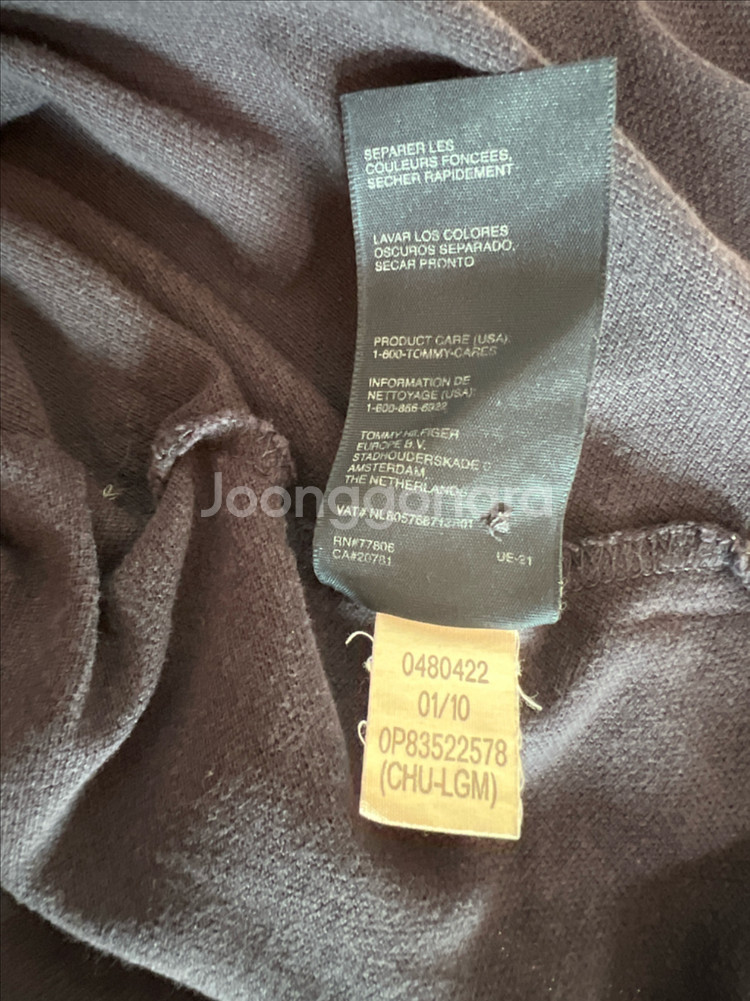 SEPARER LES
COULEURS FONCEES,
SECHER RAPIDEMENT
LAVAR LOS COLORES
OSCUROS SEPARADO,
SECAR PRONTO
PRODUCT CARE (USA):
1-800-TOMMY-CARES
INFORMATION DE
NETTOYAGE (USA):
1-800-866-6922
TOMMY HILFIGER
EUROPE B.V.
STADHOUDERSKADE
AMSTERDAM,
THE NETHERLANDS
Joonggonara
VAT#
RN#77806
CA#20781
UE-21
0480422
01/10
0P83522578
(CHU-LGM)